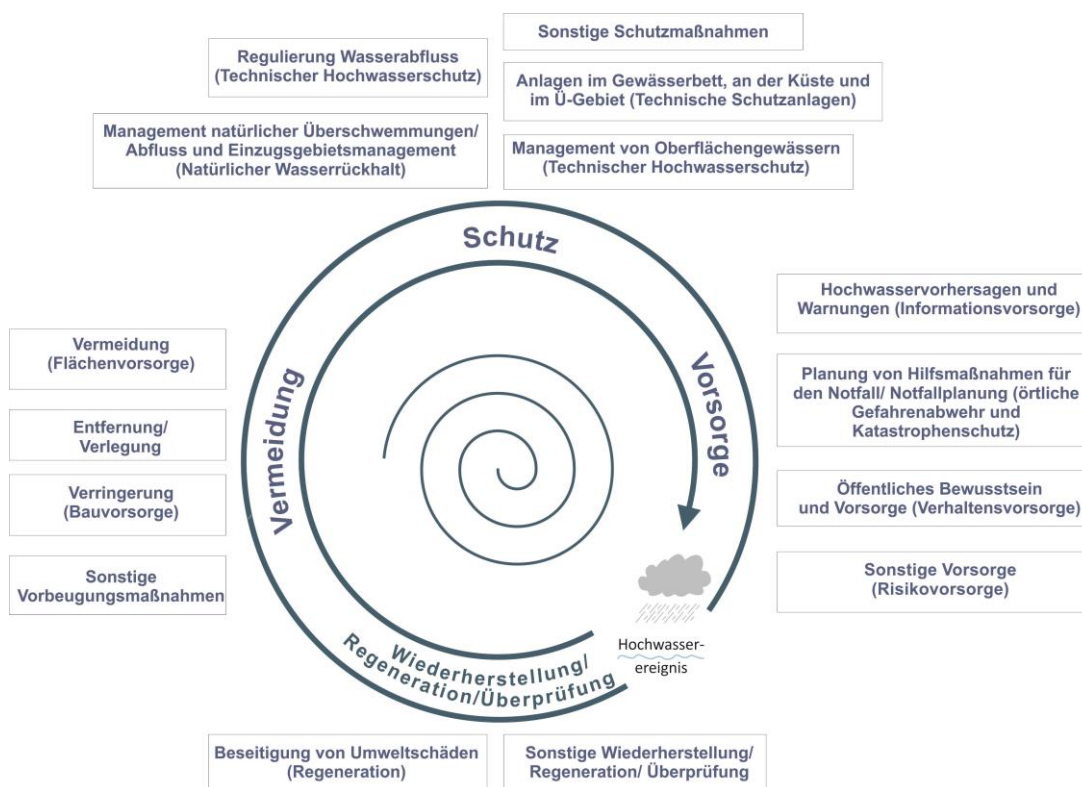 Sonstige Schutzmaßnahmen
Regulierung Wasserabfluss
(Technischer Hochwasserschutz)
Anlagen im Gewässerbett, an der Küste und
im Ü-Gebiet (Technische Schutzanlagen)
Management natürlicher Überschwemmungen/
Abfluss und Einzugsgebietsmanagement
(Natürlicher Wasserrückhalt)
Management von Oberflächengewässern
(Technischer Hochwasserschutz)
Schutz
Vorsorge
Vermeidung
Hochwasservorhersagen und
Warnungen (Informationsvorsorge)
Planung von Hilfsmaßnahmen für
den Notfall/ Notfallplanung (örtliche
Gefahrenabwehr und
Katastrophenschutz)
Öffentliches Bewusstsein
und Vorsorge (Verhaltensvorsorge)
Sonstige Vorsorge
(Risikovorsorge)
Vermeidung
(Flächenvorsorge)
Entfernung/
Verlegung
Verringerung
(Bauvorsorge)
Sonstige
Vorbeugungsmaßnahmen
Hochwasser-
ereignis
Wiederherstellung/
Regeneration/Überprüfung
Beseitigung von Umweltschäden
(Regeneration)
Sonstige Wiederherstellung/
Regeneration/ Überprüfung